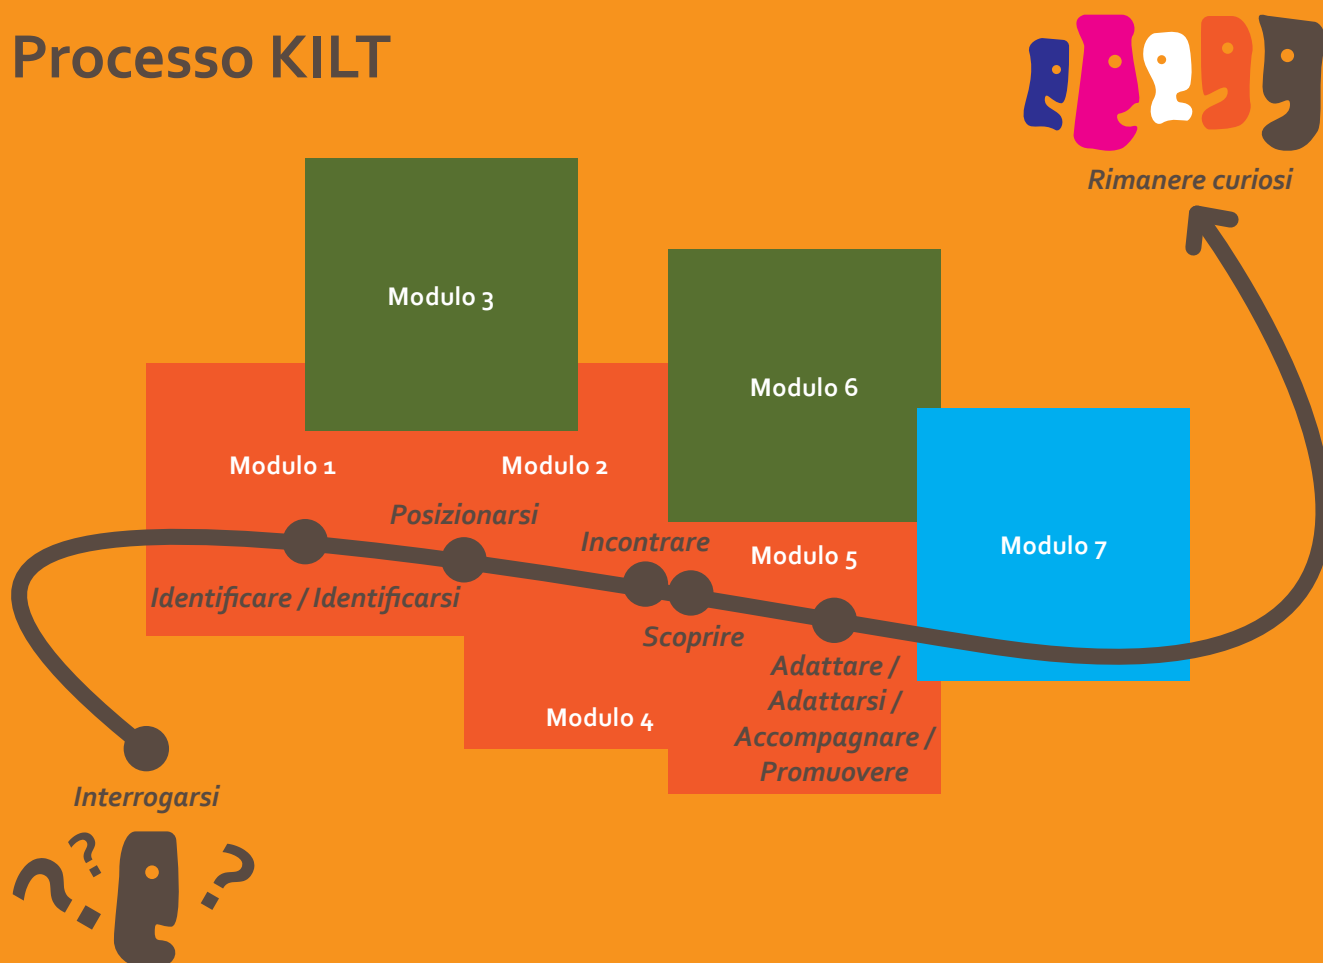 Processo KILT
Rimanere curiosi
Modulo 3
Modulo 6
Modulo 1
Modulo 2
Posizionarsi
Incontrare
Modulo 5
Modulo 7
Identificare / Identificarsi
Scoprire
Adattare /
Adattarsi /
Accompagnare /
Promuovere
Modulo 4
Interrogarsi
? ? ?